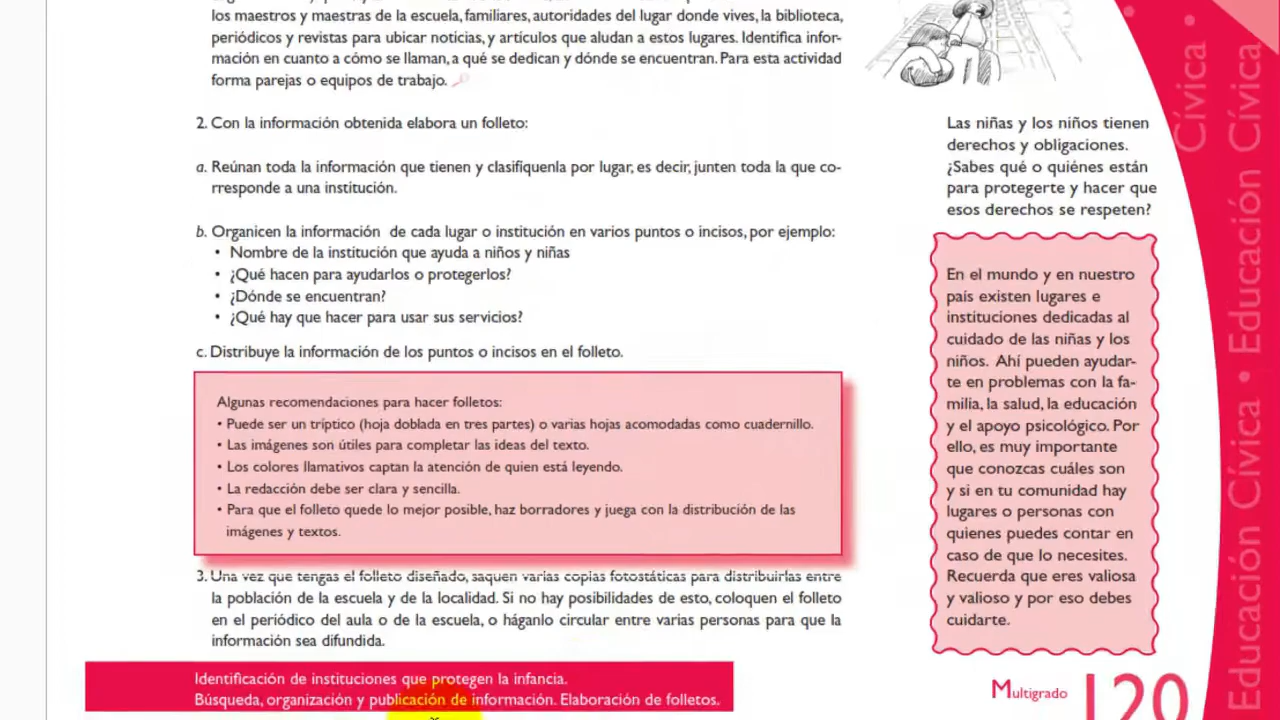 los maestros y maestras de la escuela, familiares, autoridades del lugar donde vives, la biblioteca,
periódicos y revistas para ubicar noticias, y artículos que aludan a estos lugares. Identifica infor-
mación en cuanto a cómo se llaman, a qué se dedican y dónde se encuentran. Para esta actividad
forma parejas o equipos de trabajo.
2. Con la información obtenida elabora un folleto:
a. Reúnan toda la información que tienen y clasifíquenla por lugar, es decir, junten toda la que co-
rresponde a una institución.
b. Organicen la información de cada lugar o institución en varios puntos o incisos, por ejemplo:
• Nombre de la institución que ayuda a niños y niñas
• ¿Qué hacen para ayudarlos o protegerlos?
• ¿Dónde se encuentran?
• ¿Qué hay que hacer para usar sus servicios?
c. Distribuye la información de los puntos o incisos en el folleto.
Algunas recomendaciones para hacer folletos:
• Puede ser un tríptico (hoja doblada en tres partes) o varias hojas acomodadas como cuadernillo.
• Las imágenes son útiles para completar las ideas del texto.
• Los colores llamativos captan la atención de quien está leyendo.
• La redacción debe ser clara y sencilla.
• Para que el folleto quede lo mejor posible, haz borradores y juega con la distribución de las
imágenes y textos.
3. Una vez que tengas el folleto diseñado, saquen varias copias fotostáticas para distribuirlas entre
la población de la escuela y de la localidad. Si no hay posibilidades de esto, coloquen el folleto
en el periódico del aula o de la escuela, o háganlo circular entre varias personas para que la
información sea difundida.
Identificación de instituciones que protegen la infancia.
Búsqueda, organización y publicación de información. Elaboración de folletos.
Las niñas y los niños tienen
derechos y obligaciones.
¿Sabes qué o quiénes están
para protegerte y hacer que
esos derechos se respeten?
En el mundo y en nuestro
país existen lugares e
instituciones dedicadas al
cuidado de las niñas y los
niños. Ahí pueden ayudar-
te en problemas con la fa-
milia, la salud, la educación
y el apoyo psicológico. Por
ello, es muy importante
que conozcas cuáles son
y si en tu comunidad hay
lugares o personas con
quienes puedes contar en
caso de que lo necesites.
Recuerda que eres valiosa
y valioso y por eso debes
cuidarte.
Multigrado 120
Cívica •
Educación Cívica • Educación Cívica